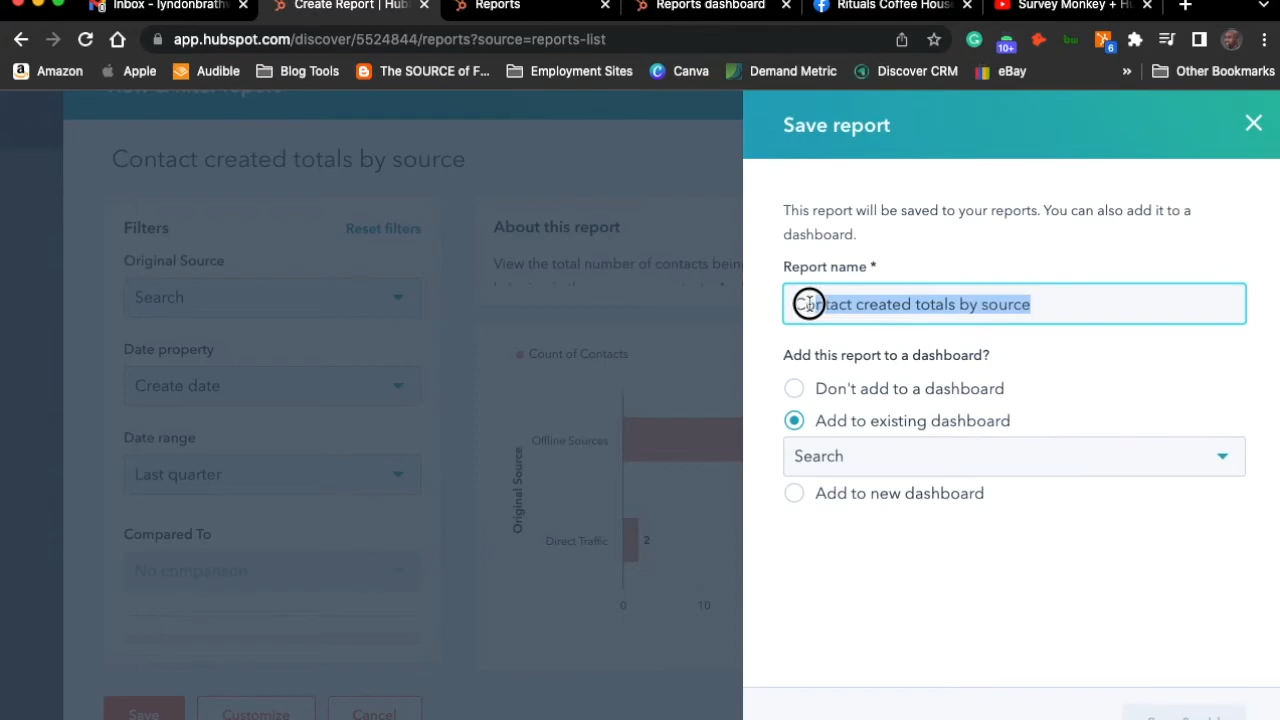 Inbox - lyndonbrath
Create Report | Hub
Reports
Reports dashboard
Rituals Coffee House
Survey Monkey + Hu
app.hubspot.com/discover/5524844/reports?source=reports-list
10+
bw
6
Amazon
Apple
Audible
Blog Tools
The SOURCE of F...
Employment Sites
Canva
Demand Metric
Discover CRM
eBay
»
Other Bookmarks
Contact created totals by source
Filters
Reset filters
Original Source
Search
Date property
Create date
Date range
Last quarter
Compared To
No comparison
Save
Customize
Cancel
About this report
View the total number of contacts bein
Count of Contacts
Original Source
Offline Sources
Direct Traffic
2
0
10
Save report
This report will be saved to your reports. You can also add it to a
dashboard.
Report name *
Contact created totals by source
Add this report to a dashboard?
Don't add to a dashboard
Add to existing dashboard
Search
Add to new dashboard